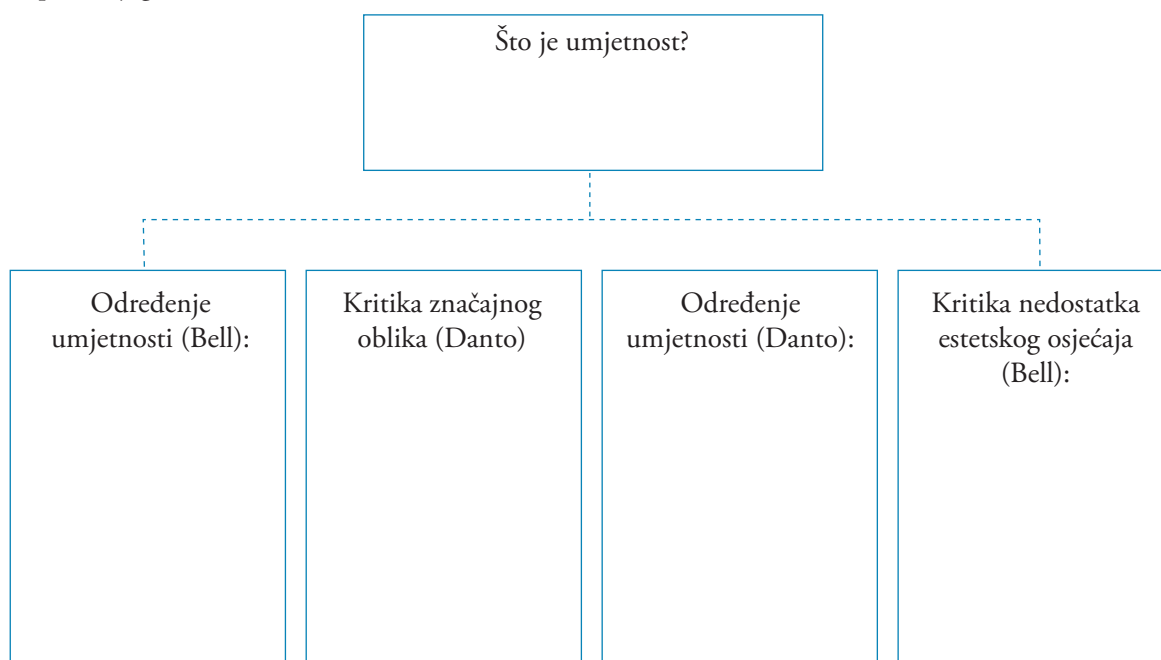 Što je umjetnost?
Određenje
umjetnosti (Bell):
Kritika značajnog
oblika (Danto)
Određenje
umjetnosti (Danto):
Kritika nedostatka
estetskog osjećaja
(Bell):